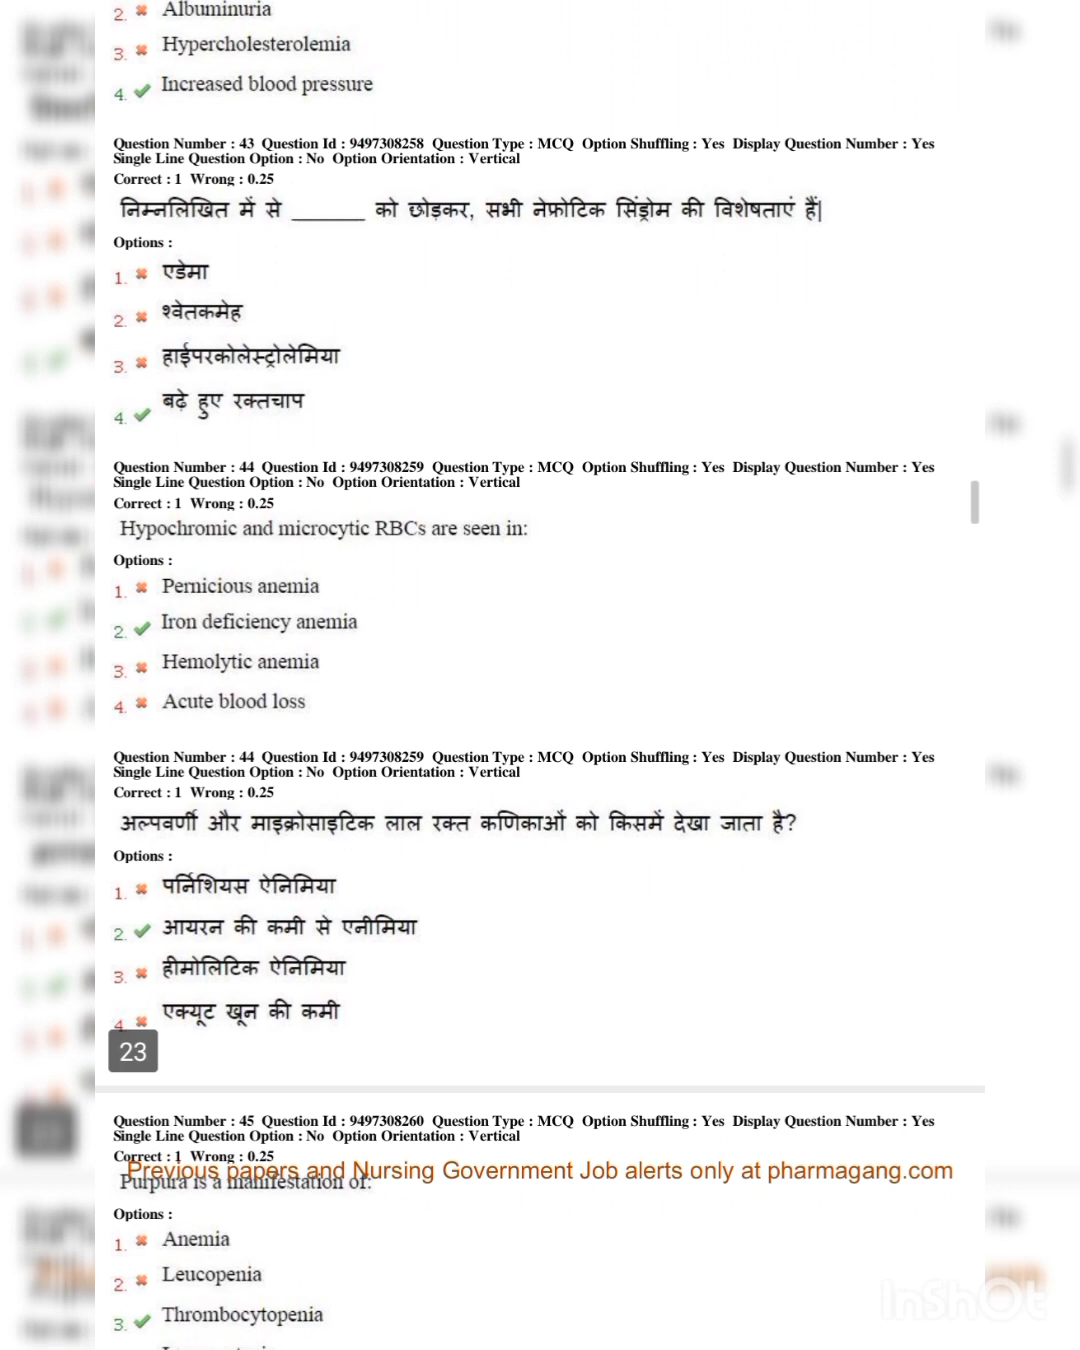 2. Albuminuria
3. Hypercholesterolemia
4. Increased blood pressure
Question Number : 43 Question Id : 9497308258 Question Type : MCQ Option Shuffling : Yes Display Question Number : Yes
Single Line Question Option : No Option Orientation : Vertical
Correct : 1 Wrong : 0.25
निम्नलिखित में से ______ को छोड़कर, सभी नेफ्रोटिक सिंड्रोम की विशेषताएं हैं|
Options :
1. एडेमा
2. श्वेतकमेह
3. हाईपरकोलेस्ट्रोलेमिया
4. बढ़े हुए रक्तचाप
Question Number : 44 Question Id : 9497308259 Question Type : MCQ Option Shuffling : Yes Display Question Number : Yes
Single Line Question Option : No Option Orientation : Vertical
Correct : 1 Wrong : 0.25
Hypochromic and microcytic RBCs are seen in:
Options :
1. Pernicious anemia
2. Iron deficiency anemia
3. Hemolytic anemia
4. Acute blood loss
Question Number : 44 Question Id : 9497308259 Question Type : MCQ Option Shuffling : Yes Display Question Number : Yes
Single Line Question Option : No Option Orientation : Vertical
Correct : 1 Wrong : 0.25
अल्पवर्णी और माइक्रोसाइटिक लाल रक्त कणिकाओं को किसमें देखा जाता है?
Options :
1. पर्निशियस ऐनिमिया
2. आयरन की कमी से एनीमिया
3. हीमोलिटिक ऐनिमिया
4. एक्यूट खून की कमी
23
Question Number : 45 Question Id : 9497308260 Question Type : MCQ Option Shuffling : Yes Display Question Number : Yes
Single Line Question Option : No Option Orientation : Vertical
Correct : 1 Wrong : 0.25
Previous papers and Nursing Government Job alerts only at pharmagang.com
Purpura is a manifestation of:
Options :
1. Anemia
2. Leucopenia
3. Thrombocytopenia
InShOt